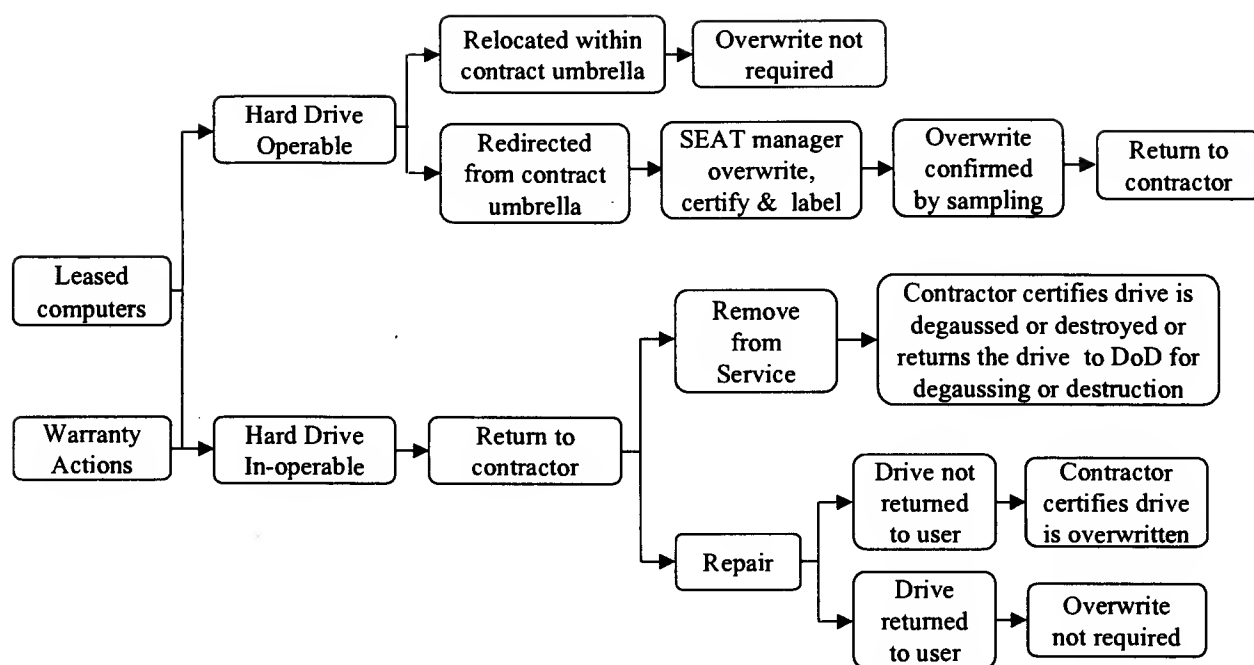 Relocated within
contract umbrella
Overwrite not
required
Hard Drive
Operable
Redirected
from contract
umbrella
SEAT manager
overwrite,
certify & label
Overwrite
confirmed
by sampling
Return to
contractor
Leased
computers
Remove
from
Service
Contractor certifies drive is
degaussed or destroyed or
returns the drive to DoD for
degaussing or destruction
Warranty
Actions
Hard Drive
In-operable
Return to
contractor
Drive not
returned
to user
Contractor
certifies drive
is overwritten
Repair
Drive
returned
to user
Overwrite
not required